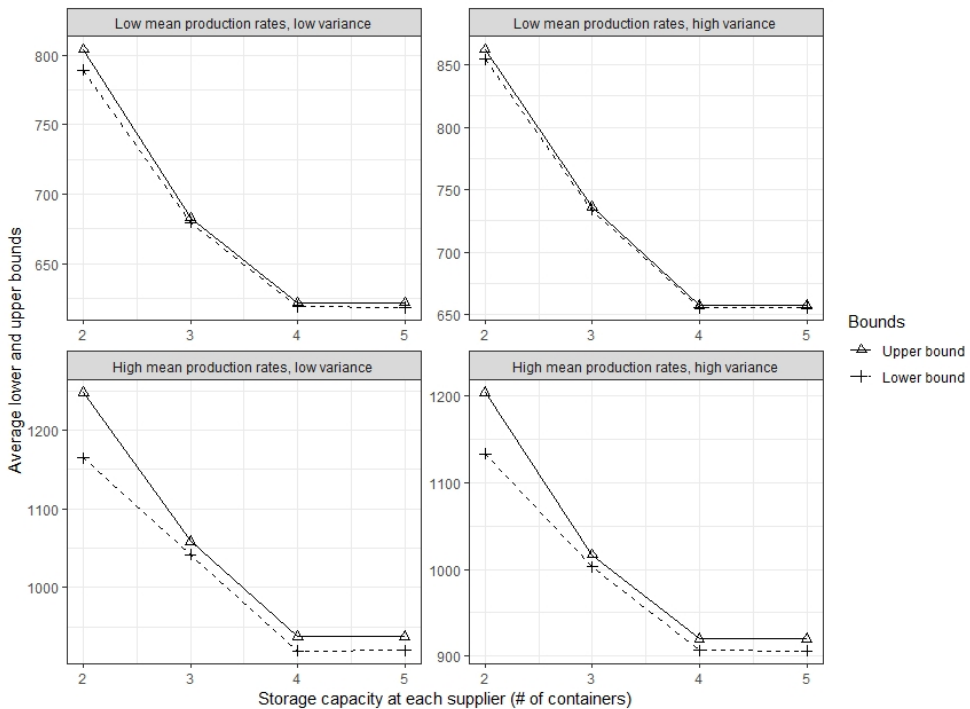 Low mean production rates, low variance
Low mean production rates, high variance
800
750
700
650
2 3 4 5
850
800
750
700
650
2 3 4 5
High mean production rates, low variance
High mean production rates, high variance
1200
1100
1000
2 3 4 5
1200
1100
1000
900
2 3 4 5
Average lower and upper bounds
Storage capacity at each supplier (# of containers)
Bounds
Upper bound
Lower bound